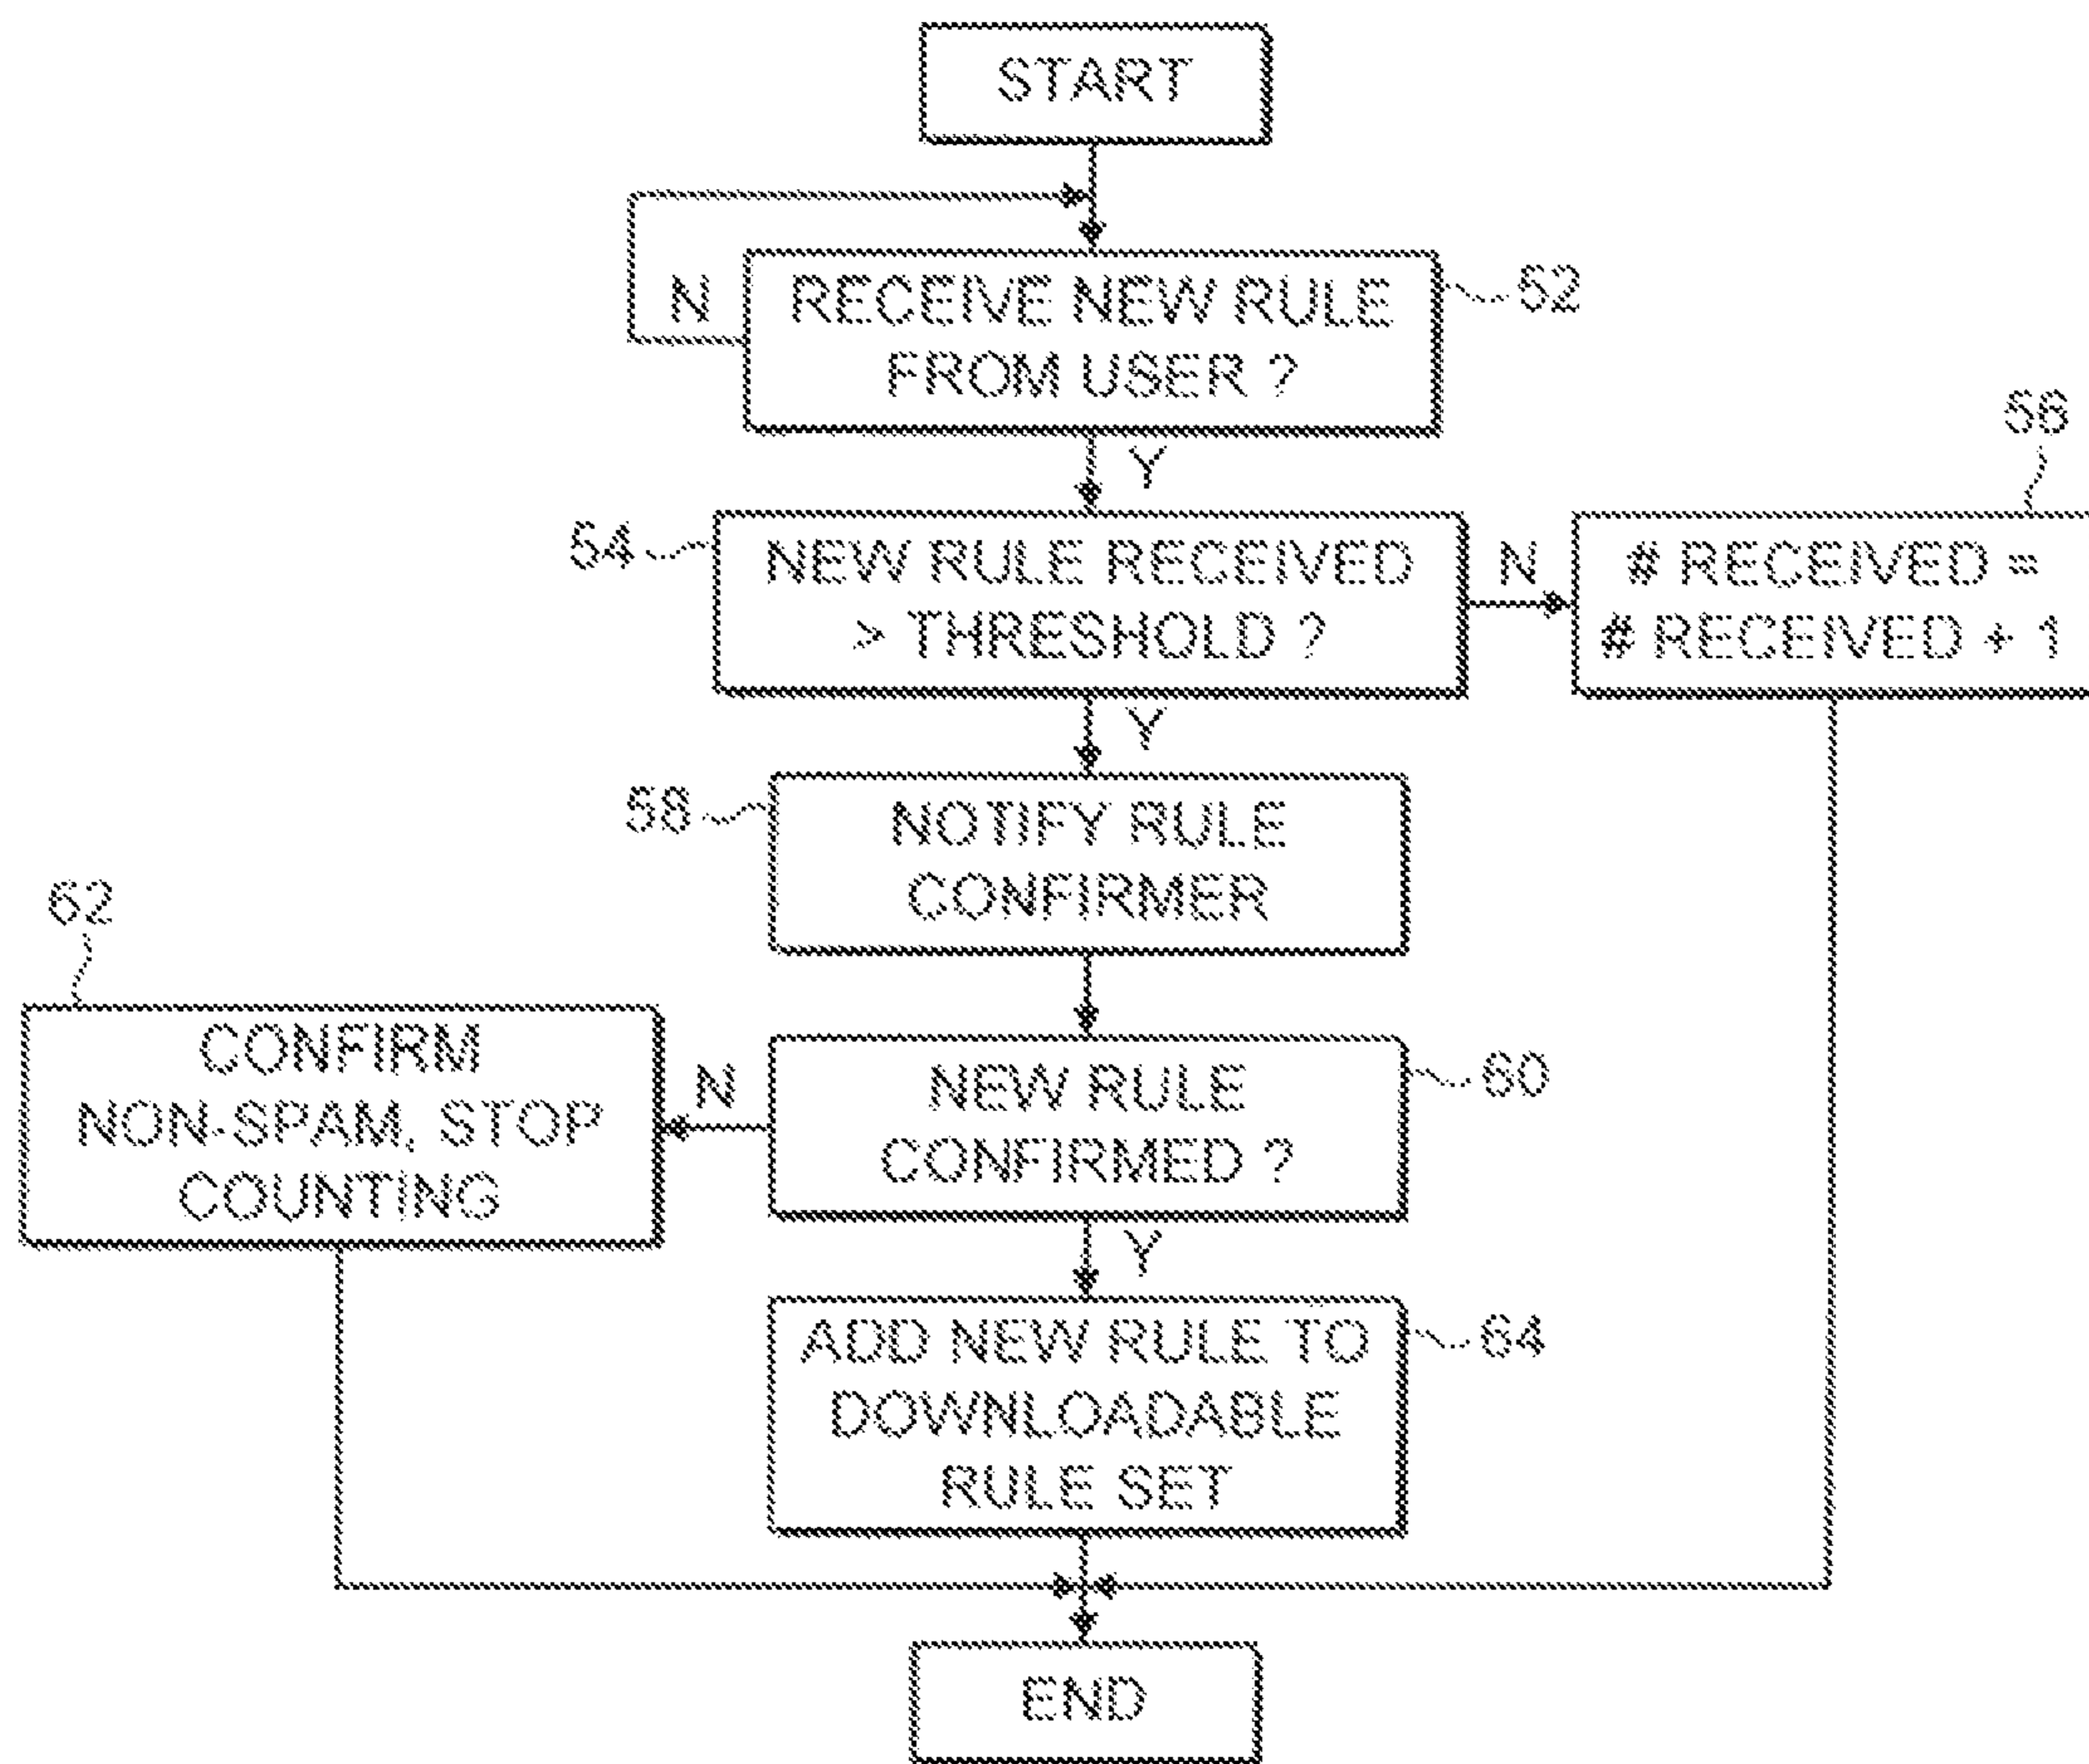 START
N
RECEIVE NEW RULE
FROM USER ?
52
Y
56
54
NEW RULE RECEIVED
> THRESHOLD ?
N
# RECEIVED =
# RECEIVED + 1
Y
58
NOTIFY RULE
CONFIRMER
62
CONFIRM
NON-SPAM, STOP
COUNTING
N
NEW RULE
CONFIRMED ?
60
Y
ADD NEW RULE TO
DOWNLOADABLE
RULE SET
64
END